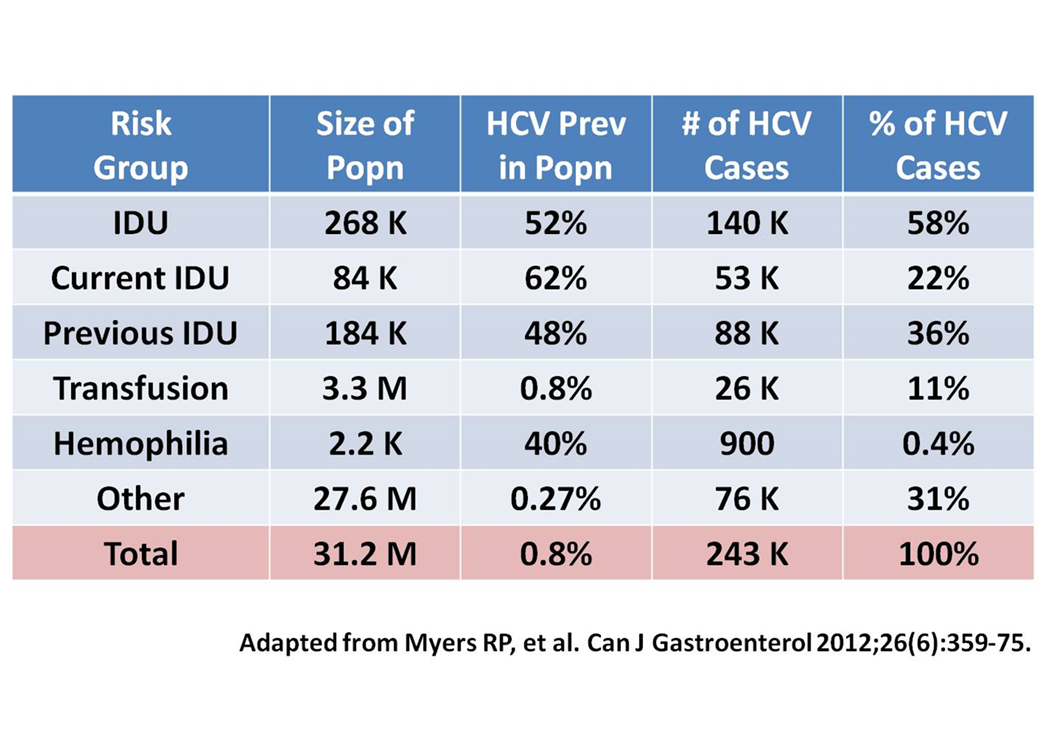 Risk Group Size of Popn HCV Prev in Popn # of HCV Cases % of HCV Cases
IDU 268 K 52% 140 K 58%
Current IDU 84 K 62% 53 K 22%
Previous IDU 184 K 48% 88 K 36%
Transfusion 3.3 M 0.8% 26 K 11%
Hemophilia 2.2 K 40% 900 0.4%
Other 27.6 M 0.27% 76 K 31%
Total 31.2 M 0.8% 243 K 100%
Adapted from Myers RP, et al. Can J Gastroenterol 2012;26(6):359-75.